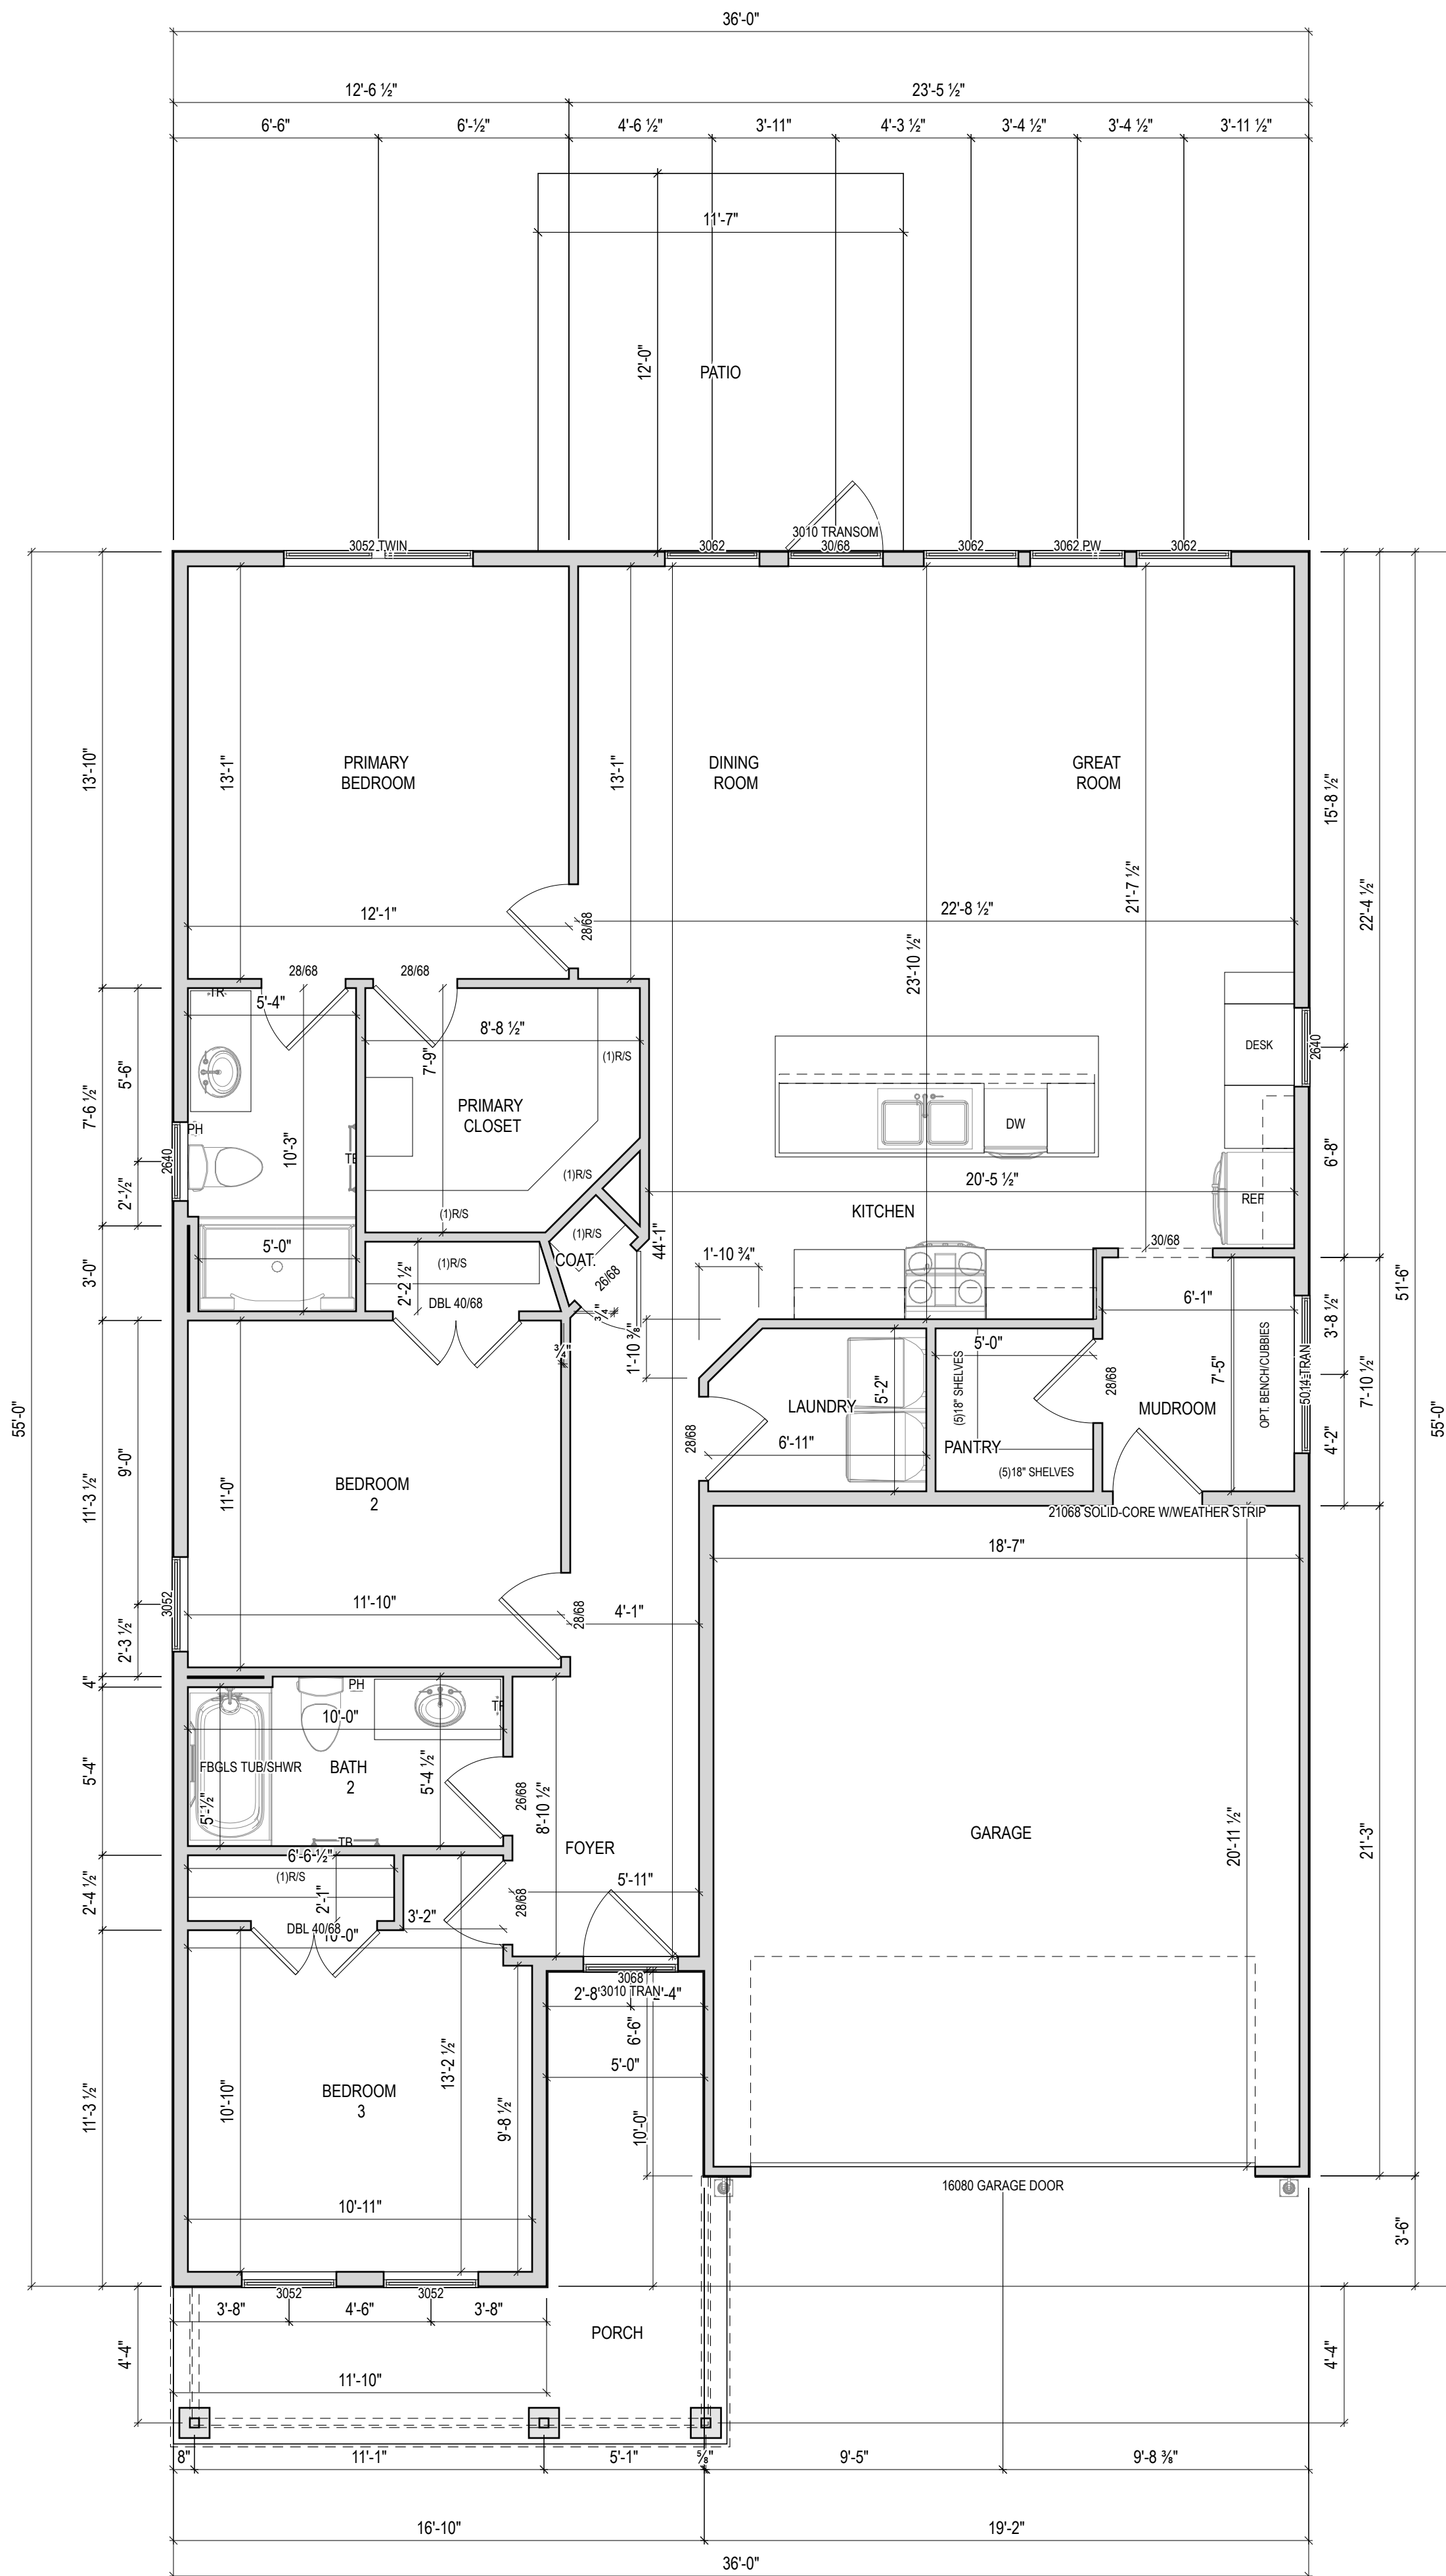 36'-0"
12'-6 ½"
23'-5 ½"
6'-6"
6'-½"
4'-6 ½"
3'-11"
4'-3 ½"
3'-4 ½"
3'-4 ½"
3'-11 ½"
11'-7"
12'-0"
PATIO
3010 TRANSOM
3052 TWIN
3062
30/68
3062
3062 PW
3062
13'-10"
13'-1"
PRIMARY
BEDROOM
13'-1"
DINING
ROOM
GREAT
ROOM
15'-8 ½"
22'-4 ½"
21'-7 ½"
12'-1"
28/68
22'-8 ½"
23'-10 ½"
28/68
28/68
TR
5'-4"
8'-8 ½"
7'-9"
(1)R/S
DESK
2640
5'-6"
7'-6 ½"
PRIMARY
CLOSET
DW
PH
10'-3"
2640
6'-8"
2'-½"
(1)R/S
20'-5 ½"
REF
(1)R/S
KITCHEN
(1)R/S
44'-1"
30/68
5'-0"
(1)R/S
COAT.
1'-10 ¾"
3'-0"
2'-2 ½"
26/68
DBL 40/68
6'-1"
¾"
¾"
1'-10 ⅜"
3'-8 ½"
51'-6"
5'-0"
OPT. BENCH/CUBBIES
5014 TRAN
7'-10 ½"
(5)18" SHELVES
28/68
7'-5"
5'-2"
LAUNDRY
MUDROOM
55'-0"
55'-0"
9'-0"
28/68
6'-11"
PANTRY
4'-2"
(5)18" SHELVES
BEDROOM
2
11'-0"
11'-3 ½"
21068 SOLID-CORE W/WEATHER STRIP
18'-7"
3052
11'-10"
28/68
4'-1"
2'-3 ½"
4"
PH
10'-0"
FBGLS TUB/SHWR
BATH
2
5'-4"
5'-4 ½"
5'-½"
26/68
8'-10 ½"
GARAGE
20'-11 ½"
21'-3"
TB
FOYER
6'-6 ½"
(1)R/S
5'-11"
2'-4 ½"
2'-1"
28/68
3'-2"
DBL 40/68
10'-0"
3068
2'-8"
3010 TRAN
2'-4"
6'-6"
5'-0"
13'-2 ½"
BEDROOM
3
10'-10"
11'-3 ½"
9'-8 ½"
10'-0"
16080 GARAGE DOOR
10'-11"
3'-6"
3052
3052
3'-8"
4'-6"
3'-8"
PORCH
4'-4"
4'-4"
11'-10"
8"
11'-1"
5'-1"
⅝"
9'-5"
9'-8 ⅜"
16'-10"
19'-2"
36'-0"